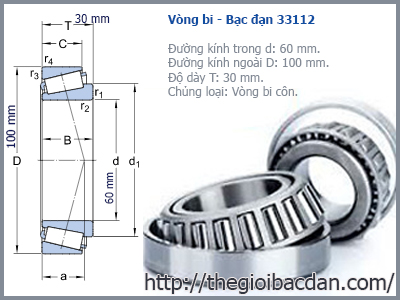 T 30 mm
C
r4
r3
r1
r2
100 mm
D
B
d
60 mm
d1
a
Vòng bi - Bạc đạn 33112
Đường kính trong d: 60 mm.
Đường kính ngoài D: 100 mm.
Độ dày T: 30 mm.
Chủng loại: Vòng bi côn.
http://thegioibacdan.com/